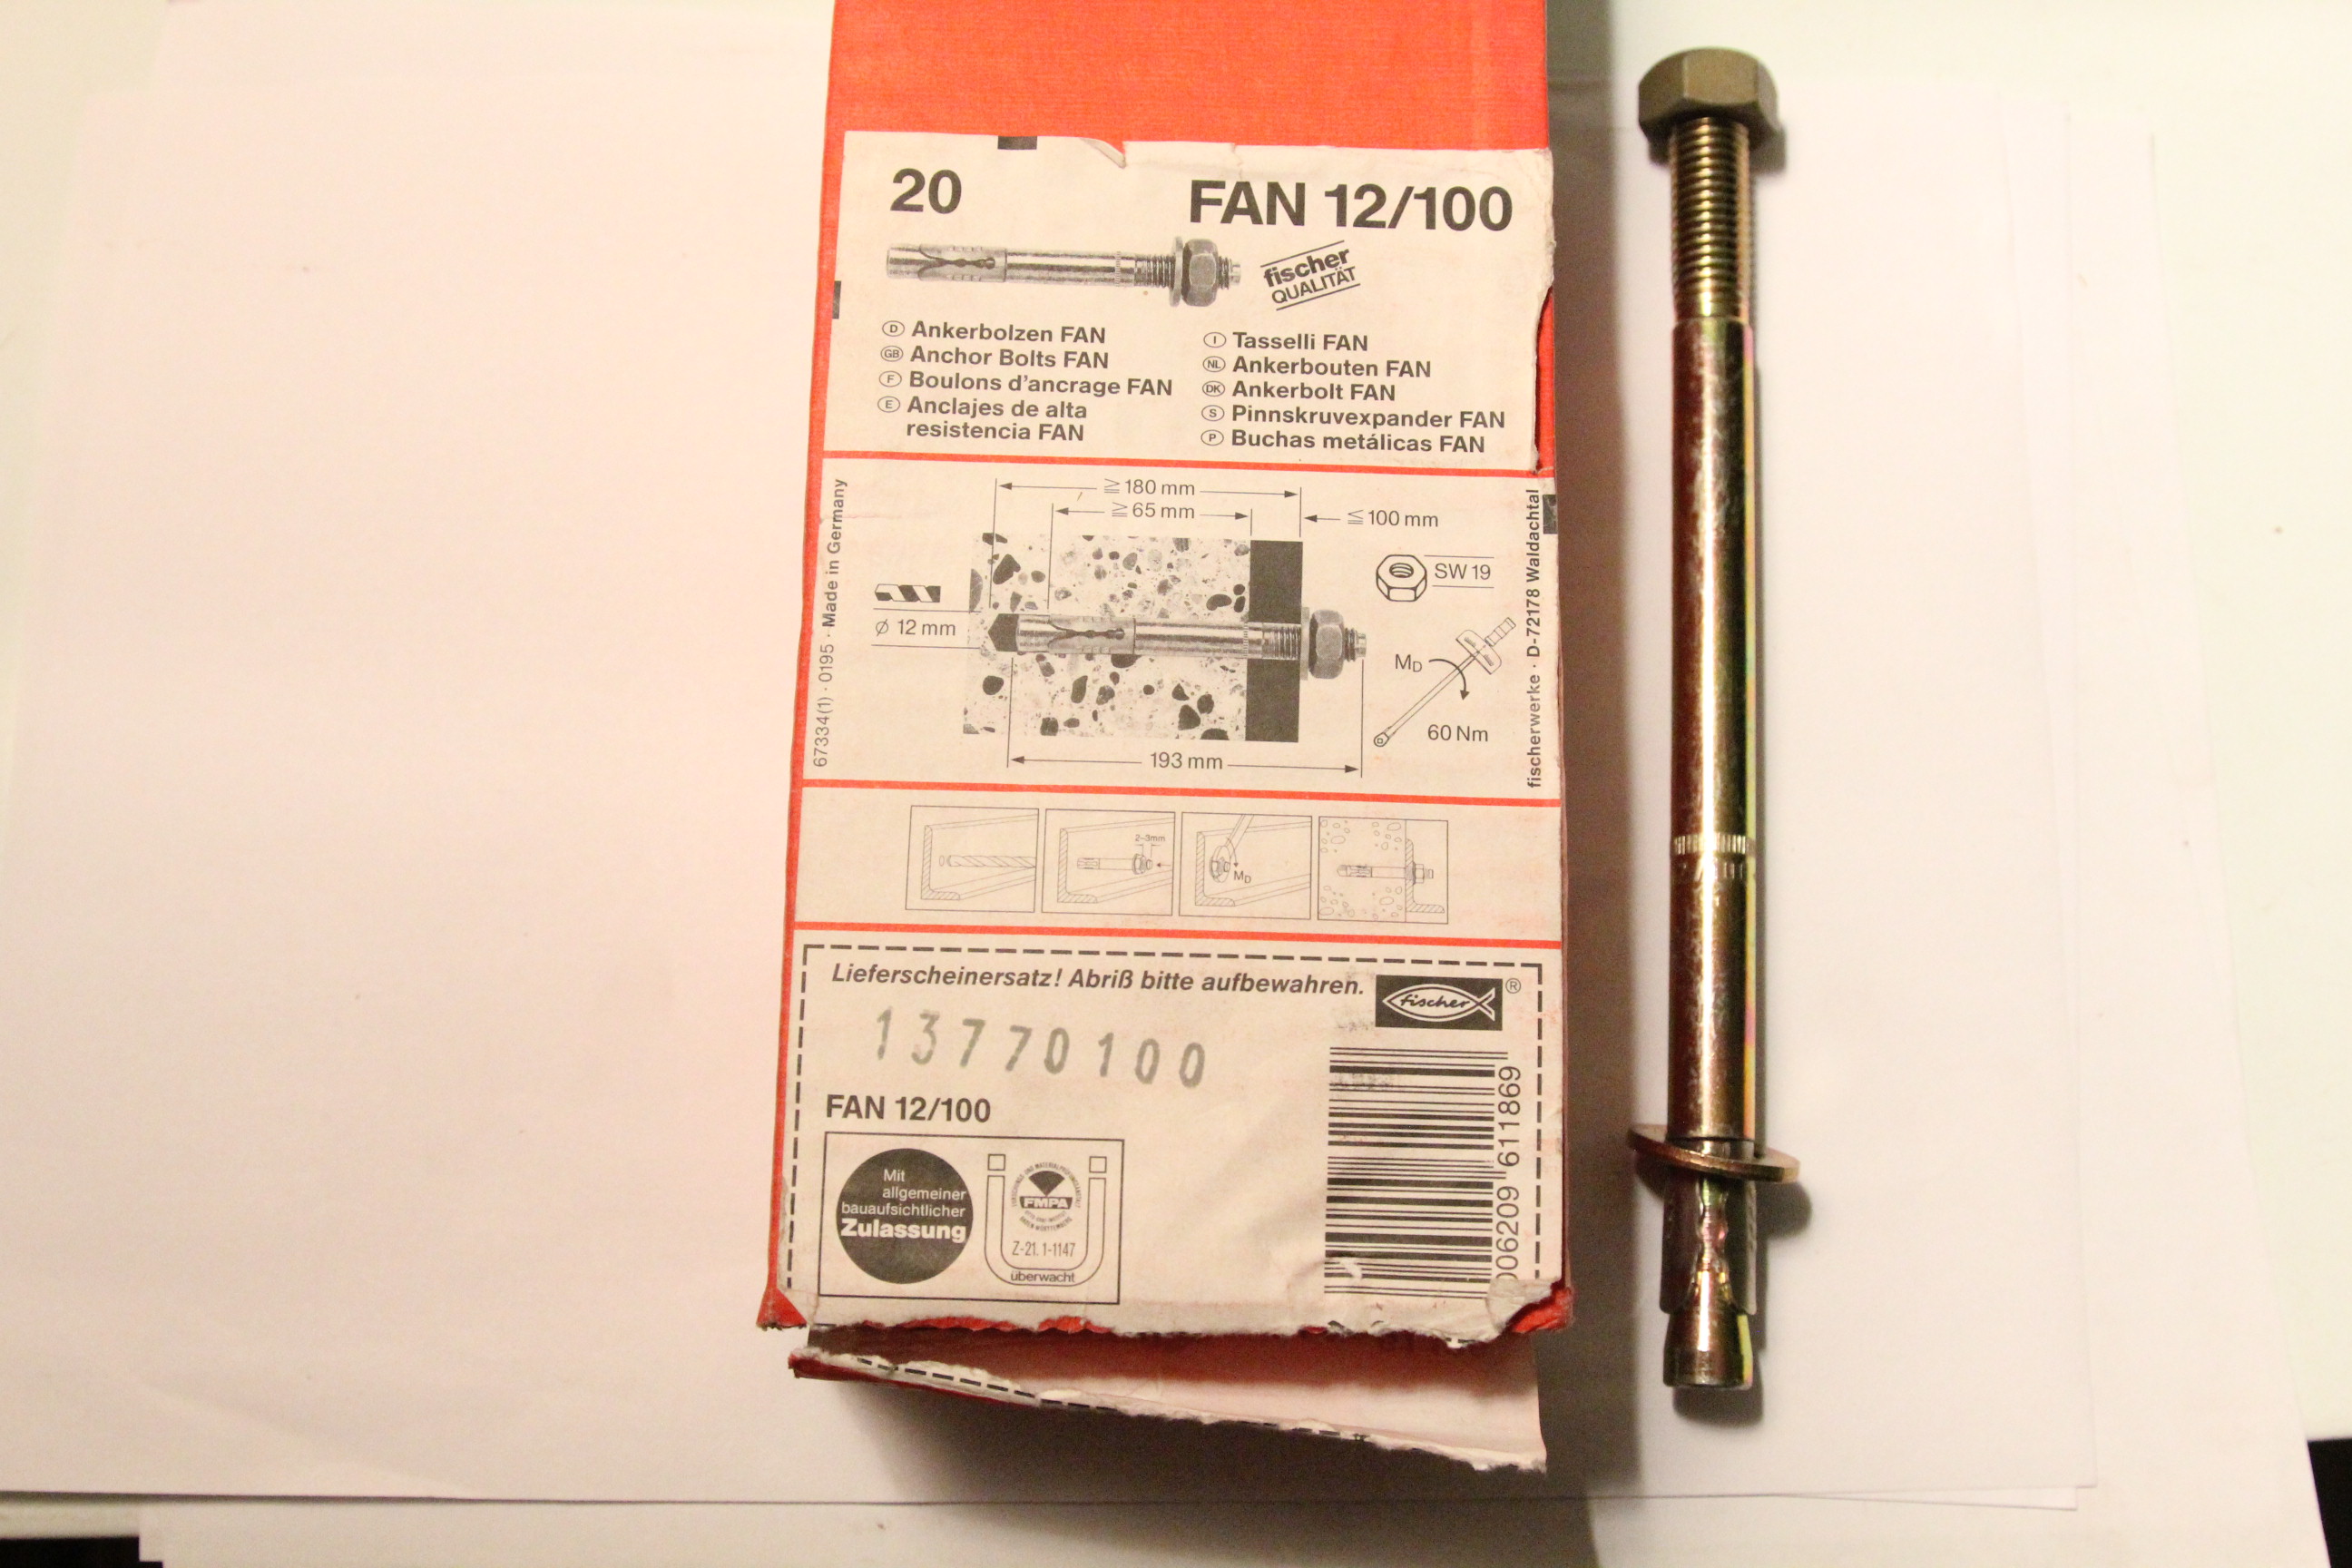 20
FAN 12/100
fischer
QUALITÄT
D Ankerbolzen FAN
GB Anchor Bolts FAN
F Boulons d'ancrage FAN
E Anclajes de alta
resistencia FAN
I Tasselli FAN
NL Ankerbouten FAN
DK Ankerbolt FAN
S Pinnskruvexpander FAN
P Buchas metálicas FAN
67334(1) · 0195 · Made in Germany
≧ 180 mm
≧ 65 mm
≦ 100 mm
SW 19
Ø 12 mm
MD
60 Nm
193 mm
fischerwerke · D-72178 Waldachtal
2–3mm
MD
Lieferscheinersatz! Abriß bitte aufbewahren.
fischer ®
13770100
FAN 12/100
Mit
allgemeiner
bauaufsichtlicher
Zulassung
FMPA
Z-21.1-1147
überwacht
006209 611869